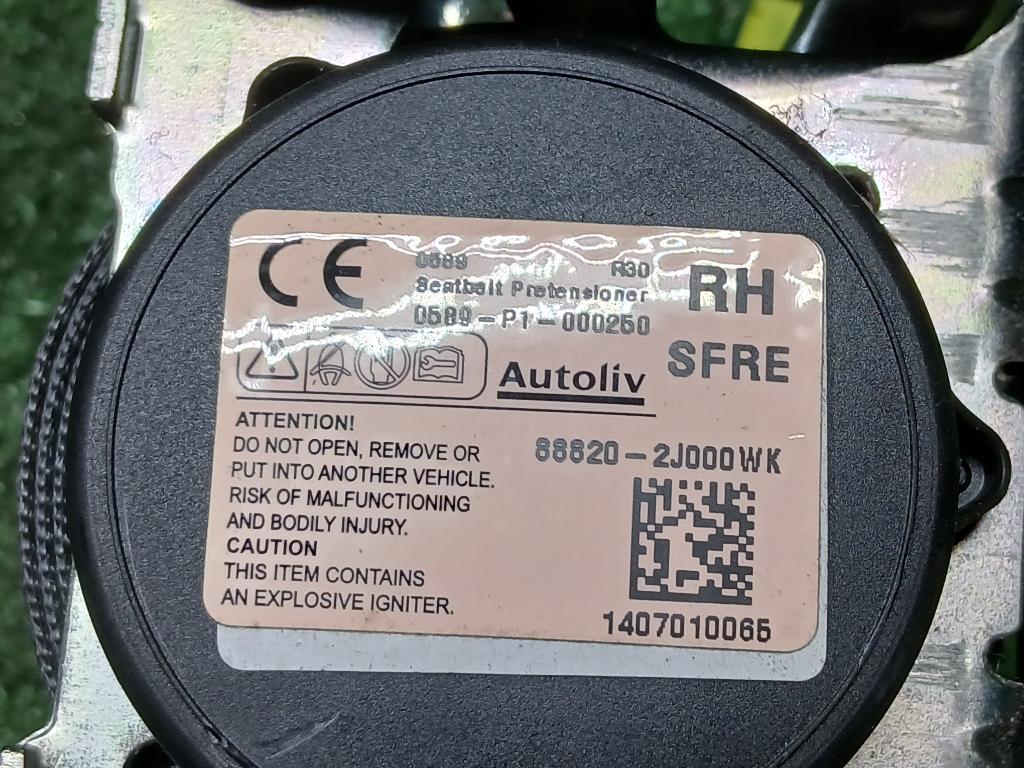 CE
0589 R30
Seatbelt Pretensioner
0589-P1-000250
RH
SFRE
Autoliv
ATTENTION!
DO NOT OPEN, REMOVE OR
PUT INTO ANOTHER VEHICLE.
RISK OF MALFUNCTIONING
AND BODILY INJURY.
CAUTION
THIS ITEM CONTAINS
AN EXPLOSIVE IGNITER.
88820-2J000WK
1407010065